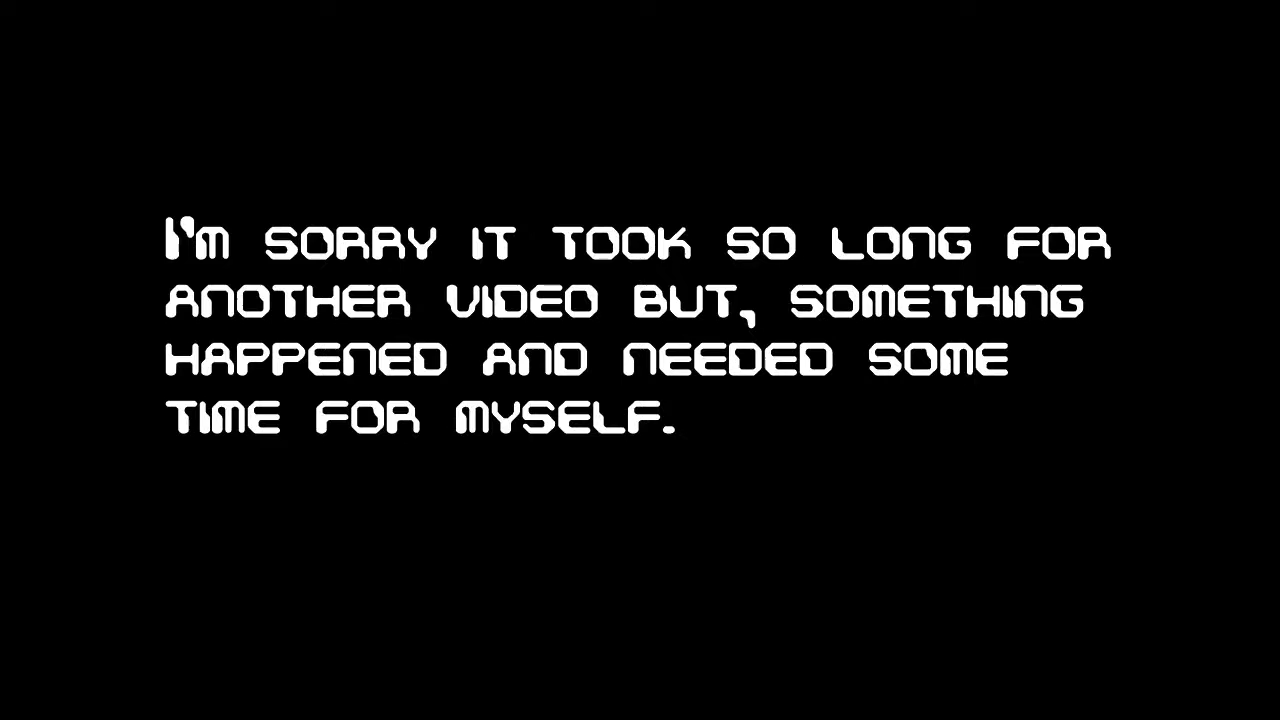 I'm sorry it took so long for
another video but, something
happened and needed some
time for myself.